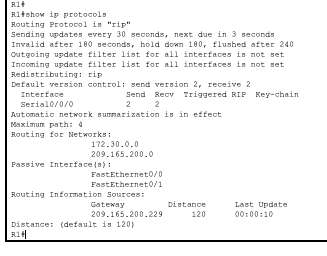 R1#
R1#show ip protocols
Routing Protocol is "rip"
Sending updates every 30 seconds, next due in 3 seconds
Invalid after 180 seconds, hold down 180, flushed after 240
Outgoing update filter list for all interfaces is not set
Incoming update filter list for all interfaces is not set
Redistributing: rip
Default version control: send version 2, receive 2
Interface Send Recv Triggered RIP Key-chain
Serial0/0/0 2 2
Automatic network summarization is in effect
Maximum path: 4
Routing for Networks:
172.30.0.0
209.165.200.0
Passive Interface(s):
FastEthernet0/0
FastEthernet0/1
Routing Information Sources:
Gateway Distance Last Update
209.165.200.229 120 00:00:10
Distance: (default is 120)
R1#